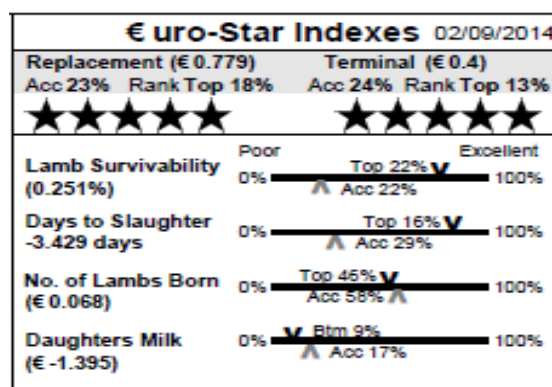 €uro-Star Indexes 02/09/2014
Replacement (€ 0.779) Terminal (€ 0.4)
Acc 23% Rank Top 18% Acc 24% Rank Top 13%
Poor Excellent
Lamb Survivability 0% Top 22% 100%
(0.251%) Acc 22%
Days to Slaughter 0% Top 16% 100%
-3.429 days Acc 29%
No. of Lambs Born 0% Top 46% 100%
(€ 0.068) Acc 58%
Daughters Milk 0% Btm 9% 100%
(€ -1.395) Acc 17%